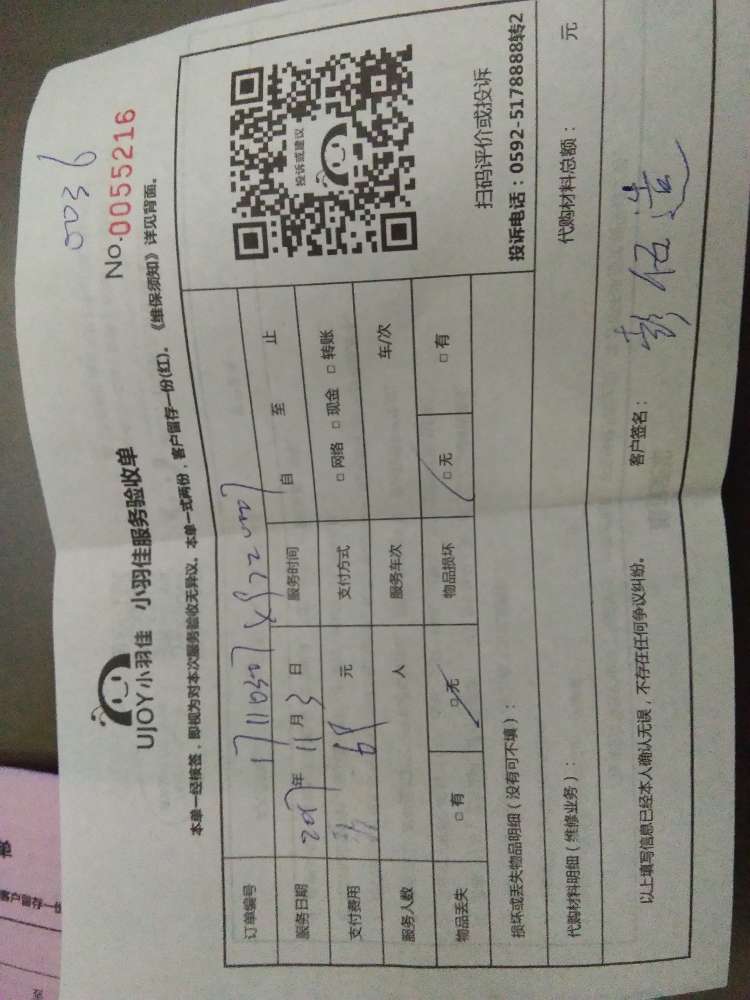 0036
UJOY小羽佳 小羽佳服务验收单
No.0055216
本单一经核签，即视为对本次服务验收无异议。本单一式两份，客户留存一份(红)。《维保须知》详见背面。
订单编号
服务日期 2017 年 11 月 3 日 服务时间 自 至 止
支付费用 元 支付方式 □ 网络 □ 现金 □ 转账
服务人数 人 服务车次 车/次
物品丢失 □ 有 □ 无 物品损坏 □ 无 □ 有
投诉或建议
扫码评价或投诉
投诉电话：0592-5178888转2
损坏或丢失物品明细（没有可不填）：
代购材料明细（维修业务）： 代购材料总额： 元
以上填写信息已经本人确认无误，不存在任何争议纠纷。 客户签名： 彭伍造
客户留存一份